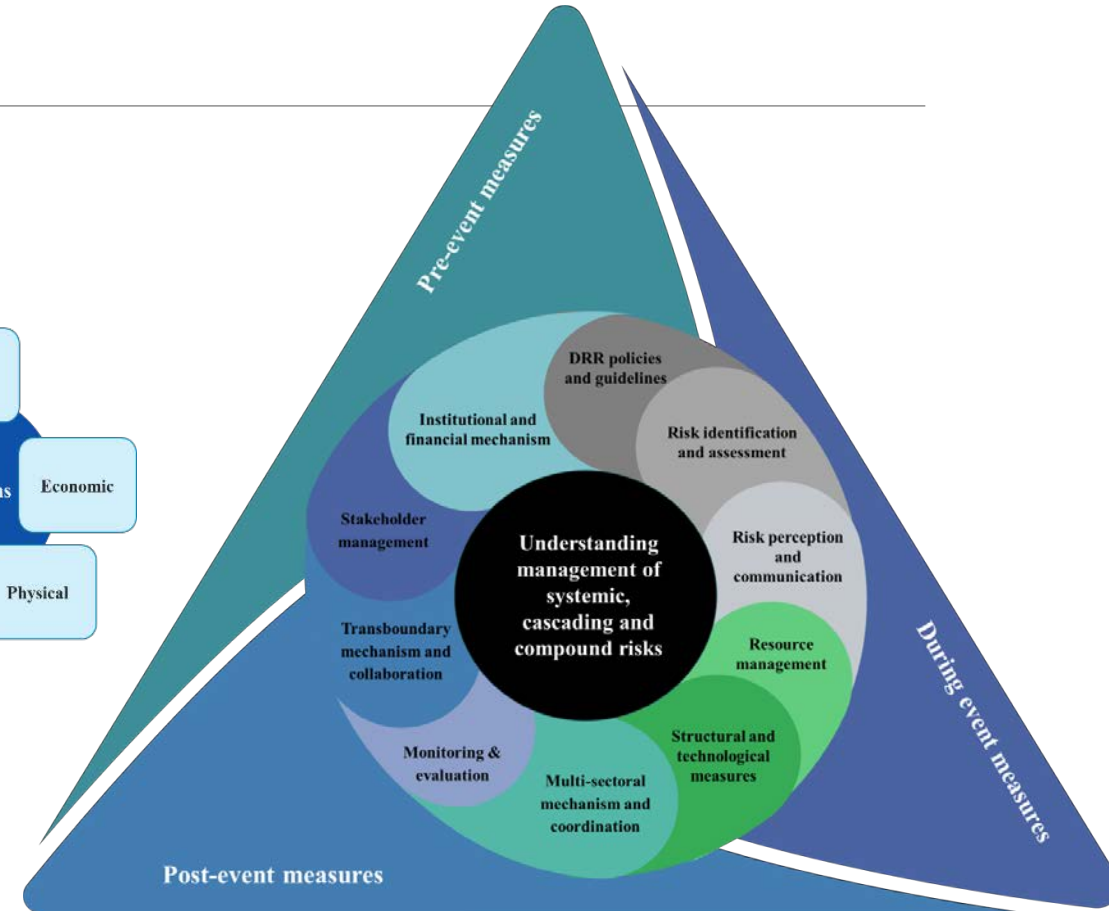 Pre-event measures
DRR policies
and guidelines
Institutional and
financial mechanism
Risk identification
and assessment
Economic
Stakeholder
management
Understanding
management of
systemic,
cascading and
compound risks
Risk perception
and
communication
Physical
Transboundary
mechanism and
collaboration
Resource
management
During event measures
Monitoring &
evaluation
Structural and
technological
measures
Multi-sectoral
mechanism and
coordination
Post-event measures